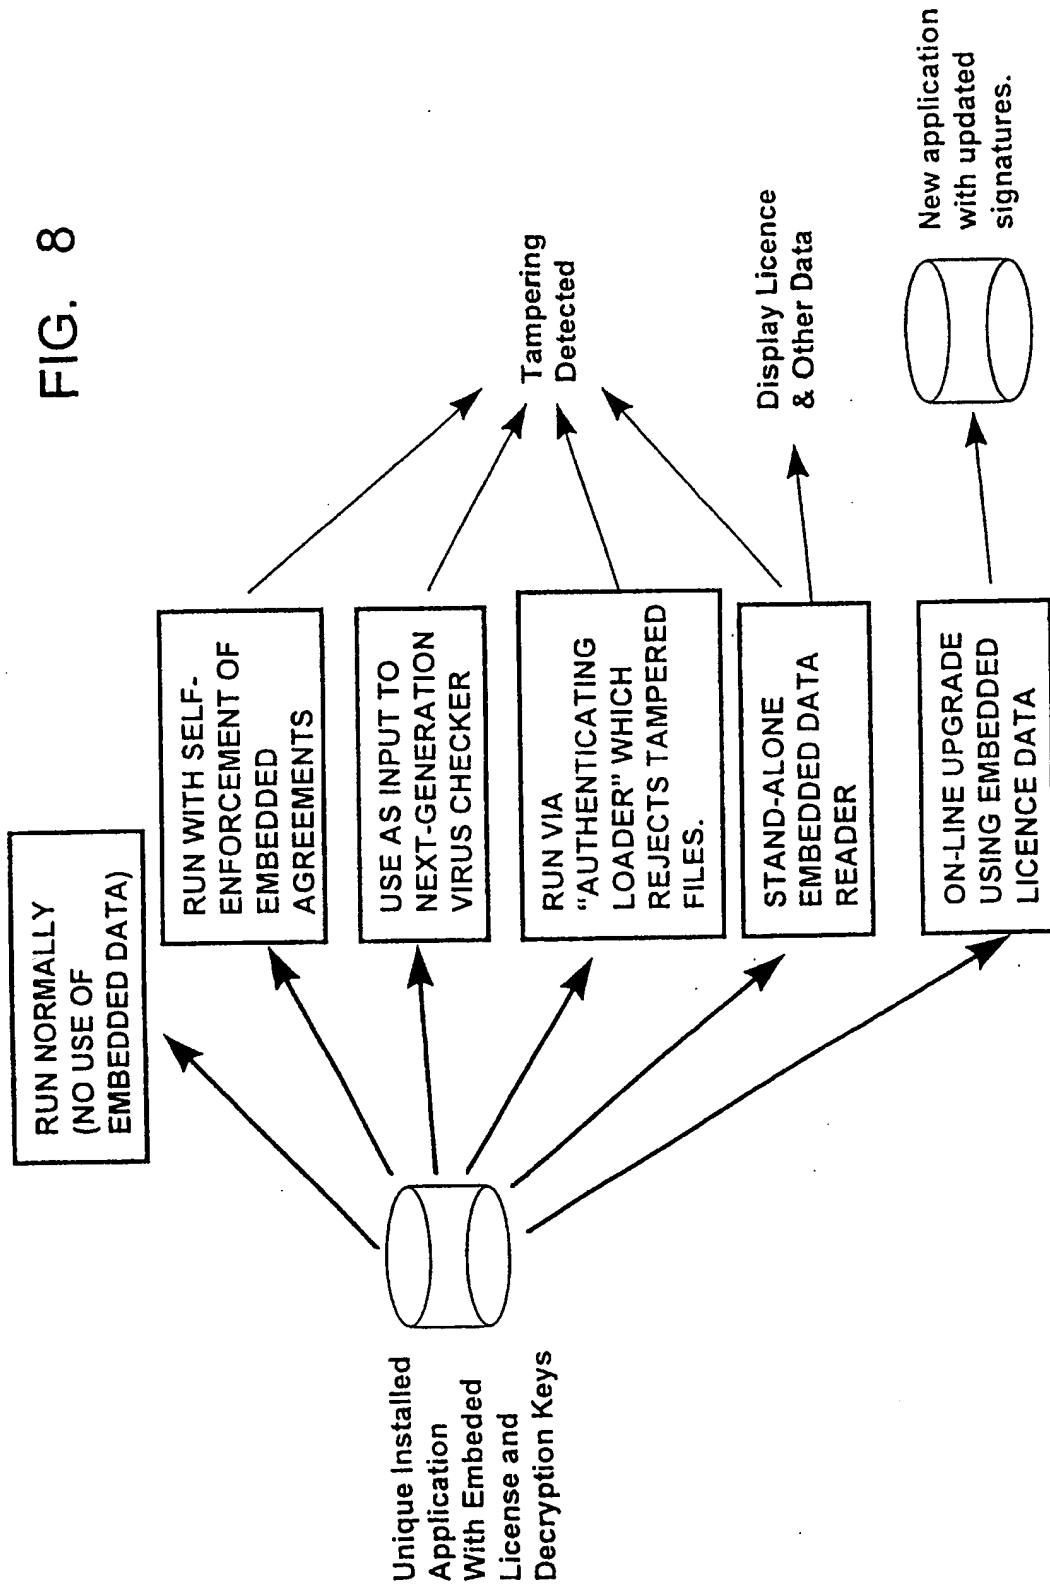 FIG. 8
RUN NORMALLY
(NO USE OF
EMBEDDED DATA)
RUN WITH SELF-
ENFORCEMENT OF
EMBEDDED
AGREEMENTS
USE AS INPUT TO
NEXT-GENERATION
VIRUS CHECKER
RUN VIA
“AUTHENTICATING
LOADER” WHICH
REJECTS TAMPERED
FILES.
STAND-ALONE
EMBEDDED DATA
READER
ON-LINE UPGRADE
USING EMBEDDED
LICENCE DATA
Unique Installed
Application
With Embeded
License and
Decryption Keys
Tampering
Detected
Display Licence
& Other Data
New application
with updated
signatures.